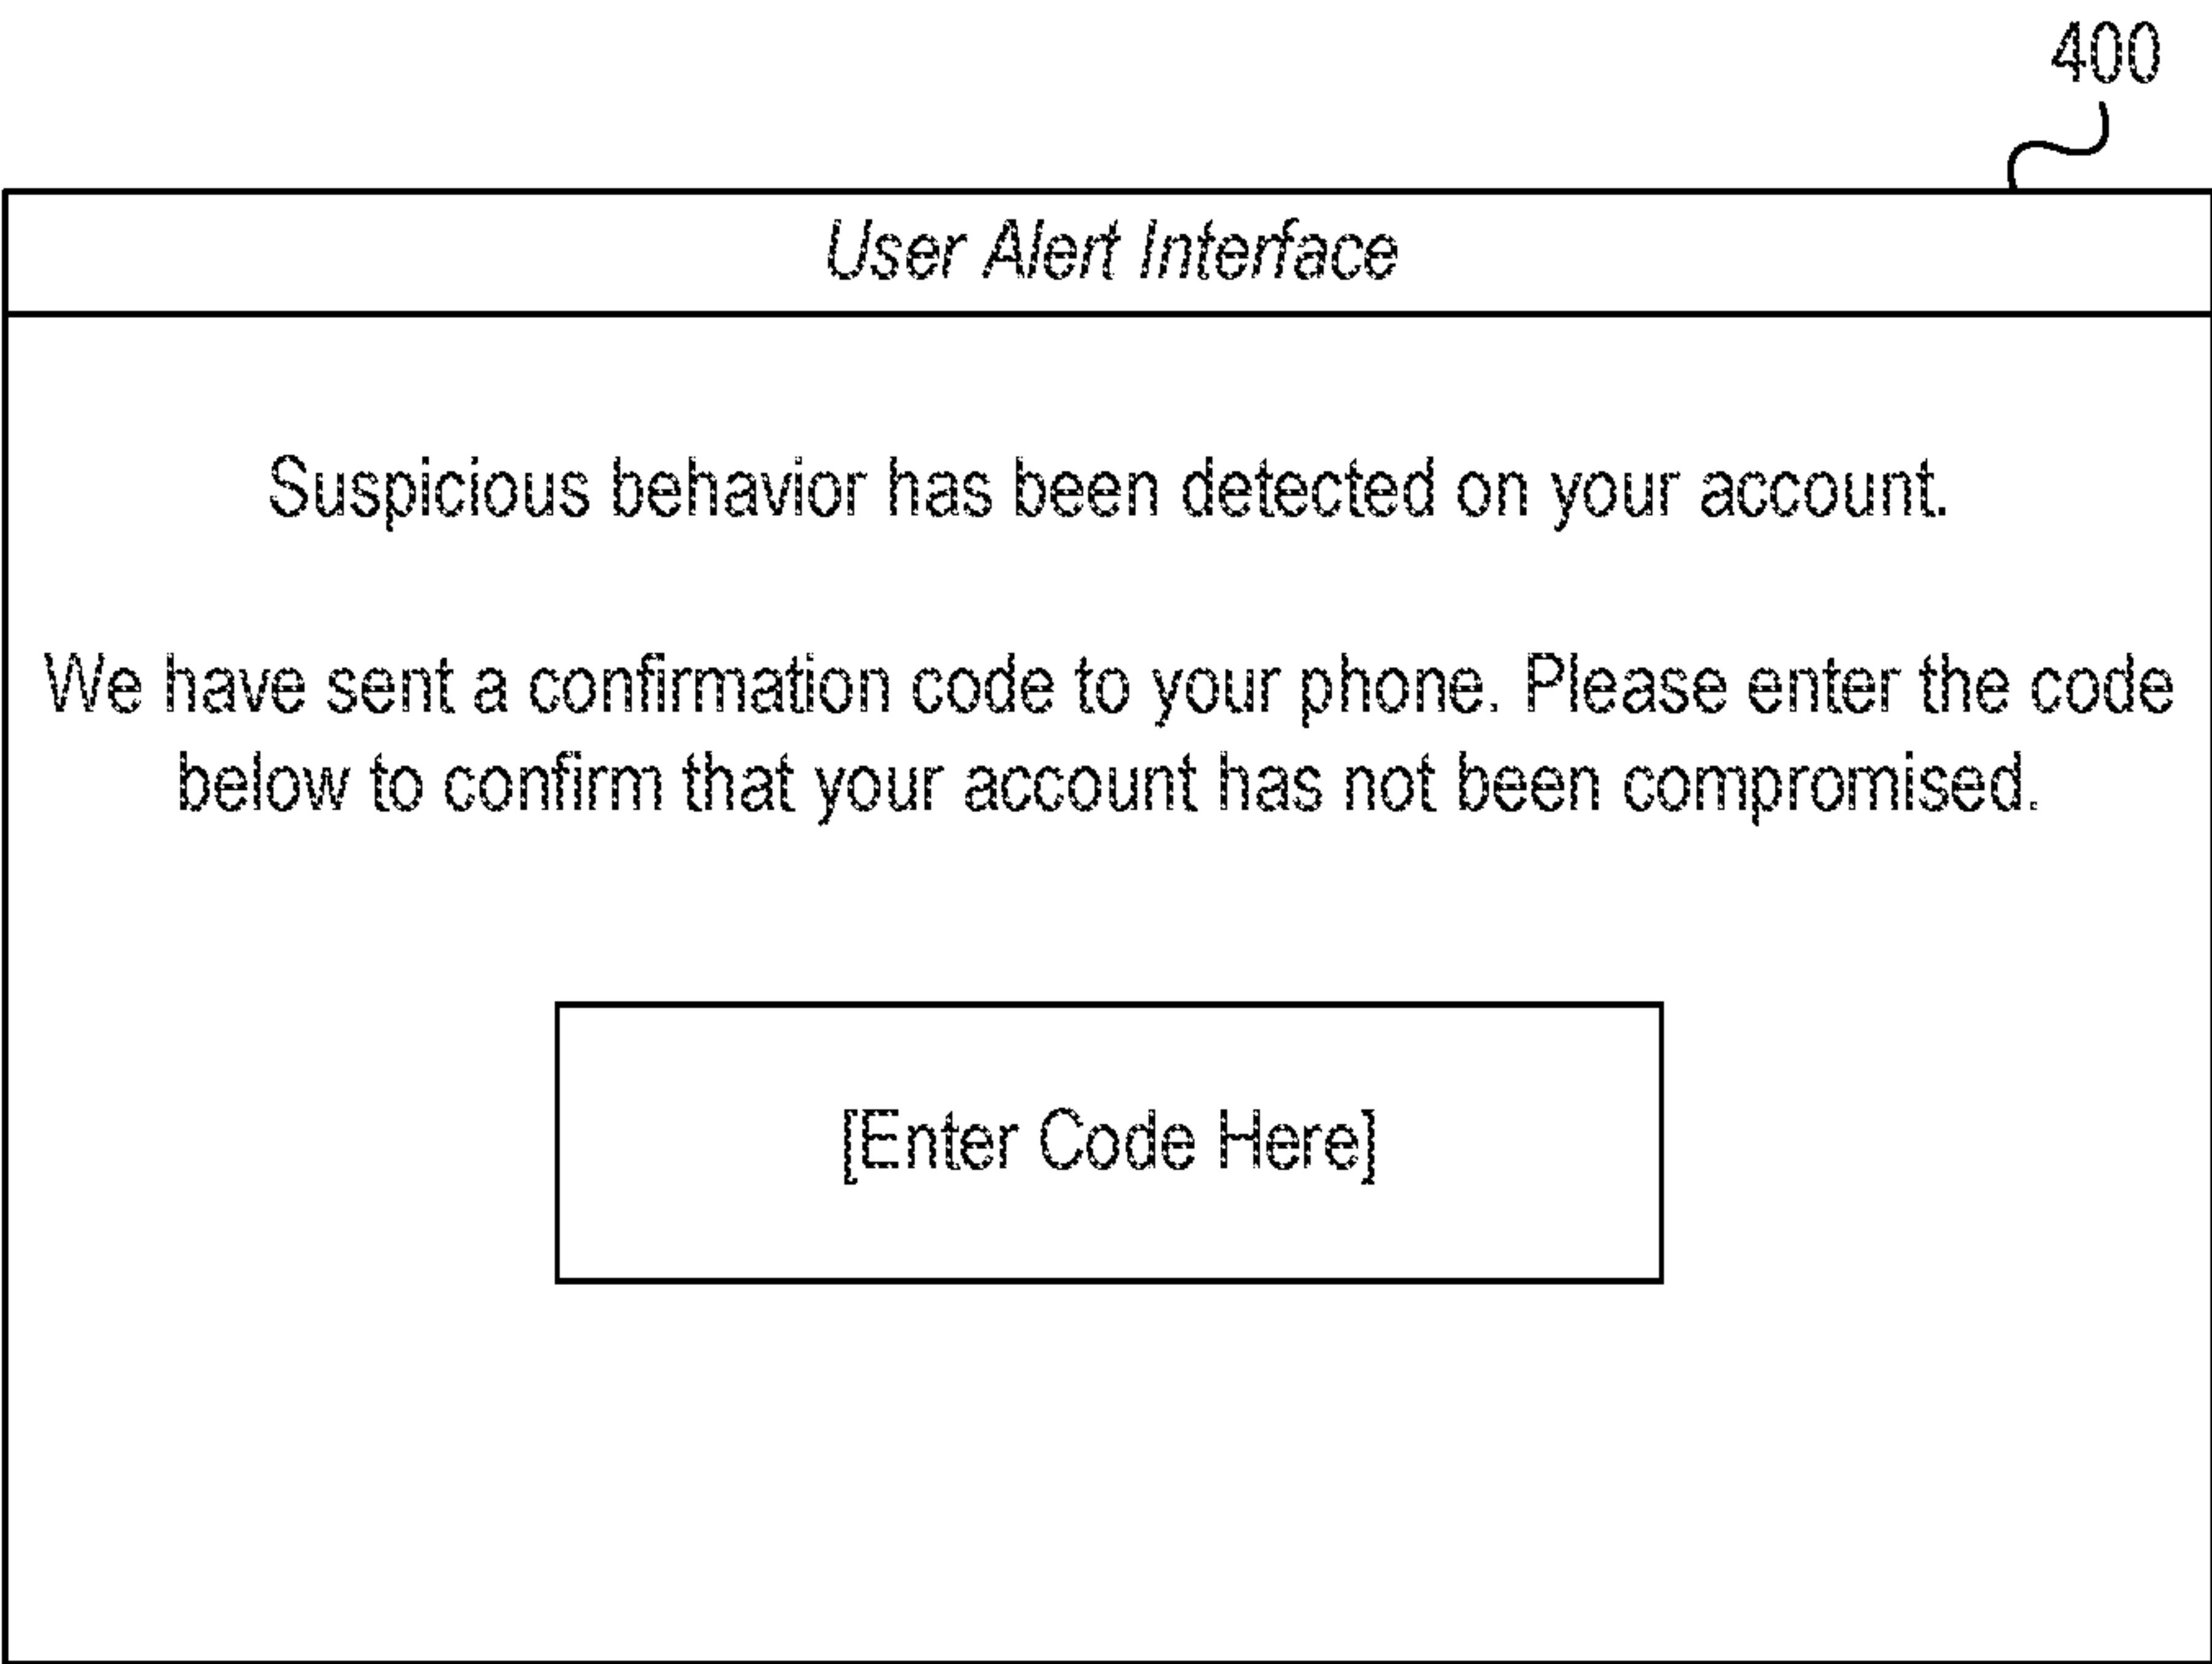 400
User Alert Interface
Suspicious behavior has been detected on your account.
We have sent a confirmation code to your phone. Please enter the code
below to confirm that your account has not been compromised.
[Enter Code Here]